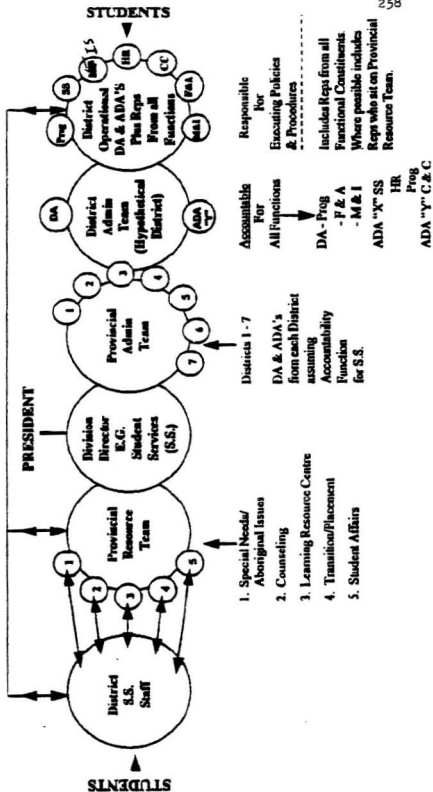 258
STUDENTS
PRESIDENT
STUDENTS
District
S.S.
Staff
Provincial
Resource
Team
1
2
3
4
5
Division
Director
E.G.
Student
Services
(S.S.)
Provincial
Admin
Team
1
2
3
4
5
6
7
District
Admin
Team
(Hypothetical
District)
DA
ADA
"Y"
District
Operational
DA & ADA'S
Plus Reps
From all
Functions
Prog
SS
IS
HR
CC
F&A
M&I
1. Special Needs/
Aboriginal Issues
2. Counseling
3. Learning Resource Centre
4. Transition/Placement
5. Student Affairs
Districts 1 - 7
DA & ADA's
from each District
assuming
Accountability
Function
for S.S.
Accountable
For
All Functions
DA - Prog
- F & A
- M & I
ADA "X" SS
HR
Prog
ADA "Y" C & C
Responsible
For
Executing Policies
& Procedures
Includes Reps from all
Functional Constituents.
Where possible includes
Reps who sit on Provincial
Resource Team.